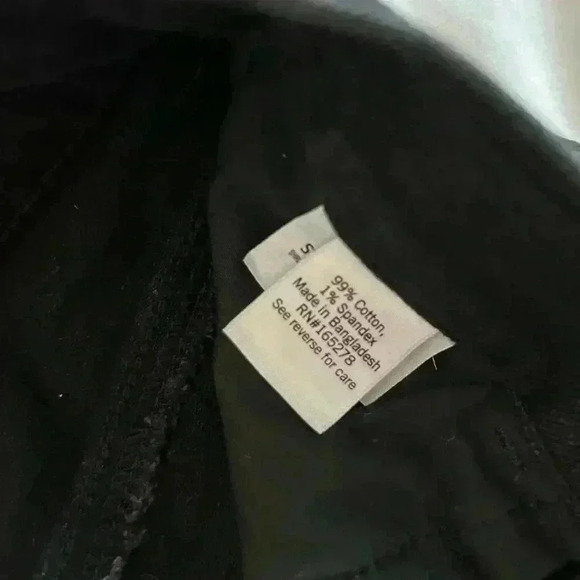 99% Cotton,
1% Spandex
Made in Bangladesh
RN#165278
See reverse for care
S